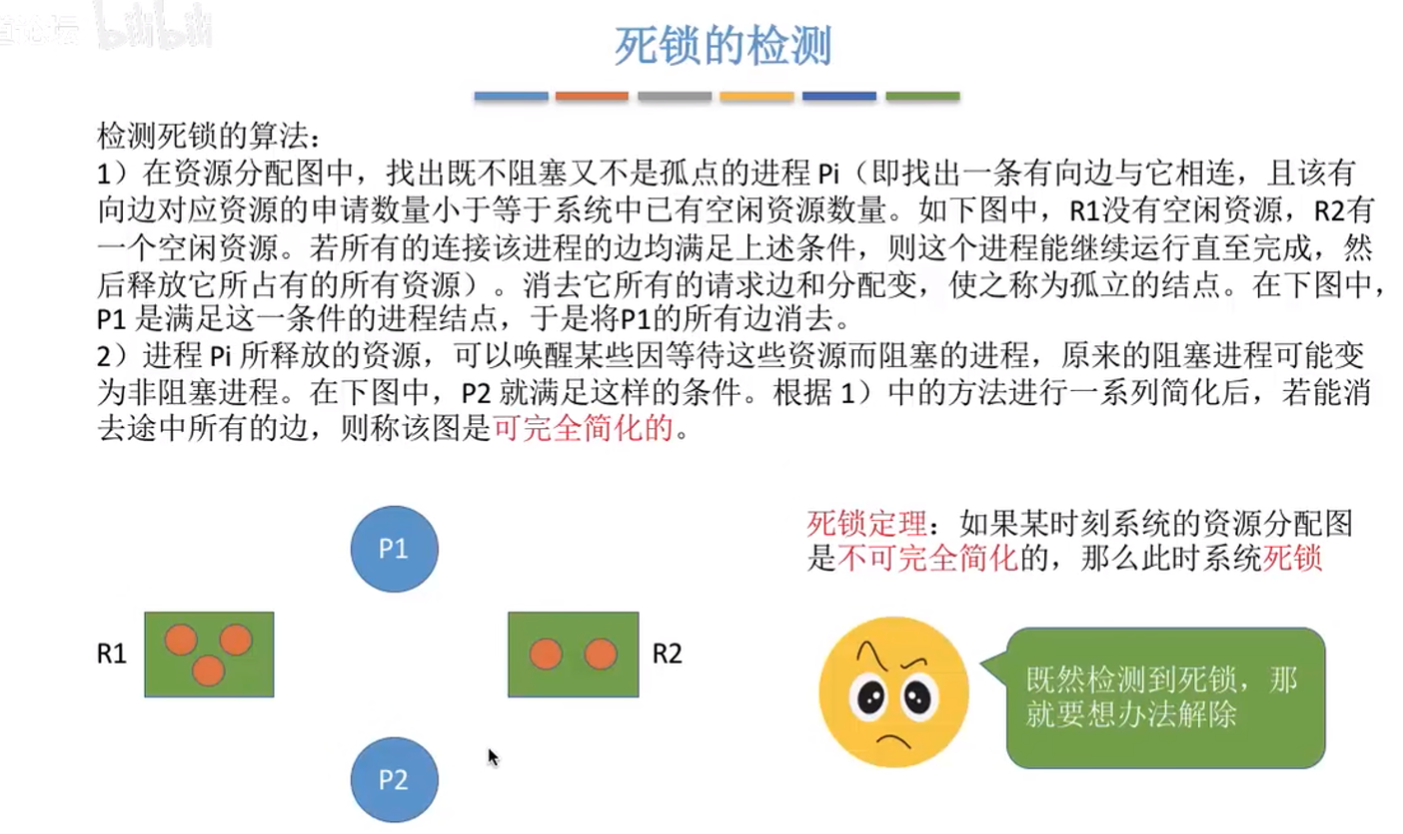 bilibili
死锁的检测
检测死锁的算法：
1）在资源分配图中，找出既不阻塞又不是孤点的进程 Pi（即找出一条有向边与它相连，且该有
向边对应资源的申请数量小于等于系统中已有空闲资源数量。如下图中，R1没有空闲资源，R2有
一个空闲资源。若所有的连接该进程的边均满足上述条件，则这个进程能继续运行直至完成，然
后释放它所占有的所有资源）。消去它所有的请求边和分配变，使之称为孤立的结点。在下图中，
P1 是满足这一条件的进程结点，于是将P1的所有边消去。
2）进程 Pi 所释放的资源，可以唤醒某些因等待这些资源而阻塞的进程，原来的阻塞进程可能变
为非阻塞进程。在下图中，P2 就满足这样的条件。根据 1）中的方法进行一系列简化后，若能消
去途中所有的边，则称该图是可完全简化的。
死锁定理：如果某时刻系统的资源分配图
是不可完全简化的，那么此时系统死锁
P1
R1
R2
既然检测到死锁，那
就要想办法解除
P2